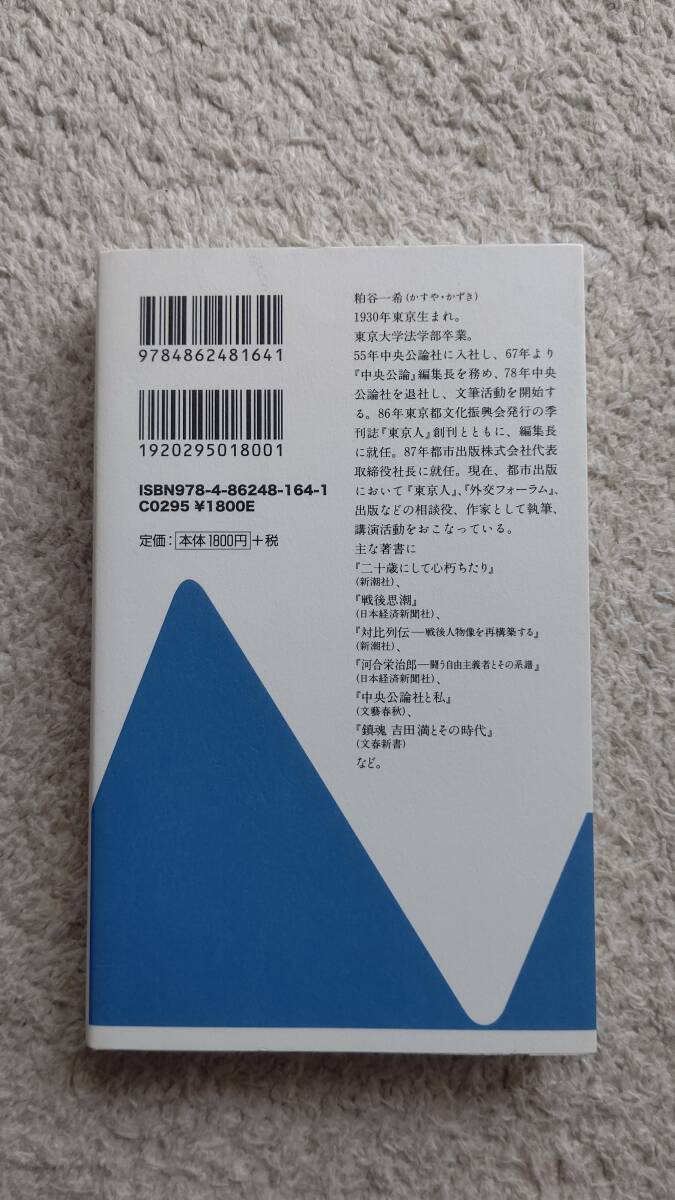 9784862481641
1920295018001
ISBN978-4-86248-164-1
C0295 ¥1800E
定価：本体1800円＋税
粕谷一希（かすや・かずき）
1930年東京生まれ。
東京大学法学部卒業。
55年中央公論社に入社し、67年より
『中央公論』編集長を務め、78年中央
公論社を退社し、文筆活動を開始す
る。86年東京都文化振興会発行の季
刊誌『東京人』創刊とともに、編集長
に就任。87年都市出版株式会社代表
取締役社長に就任。現在、都市出版
において『東京人』、『外交フォーラム』、
出版などの相談役、作家として執筆、
講演活動をおこなっている。
主な著書に
『二十歳にして心朽ちたり』
（新潮社）、
『戦後思潮』
（日本経済新聞社）、
『対比列伝―戦後人物像を再構築する』
（新潮社）、
『河合栄治郎―闘う自由主義者とその系譜』
（日本経済新聞社）、
『中央公論社と私』
（文藝春秋）、
『鎮魂 吉田満とその時代』
（文春新書）
など。